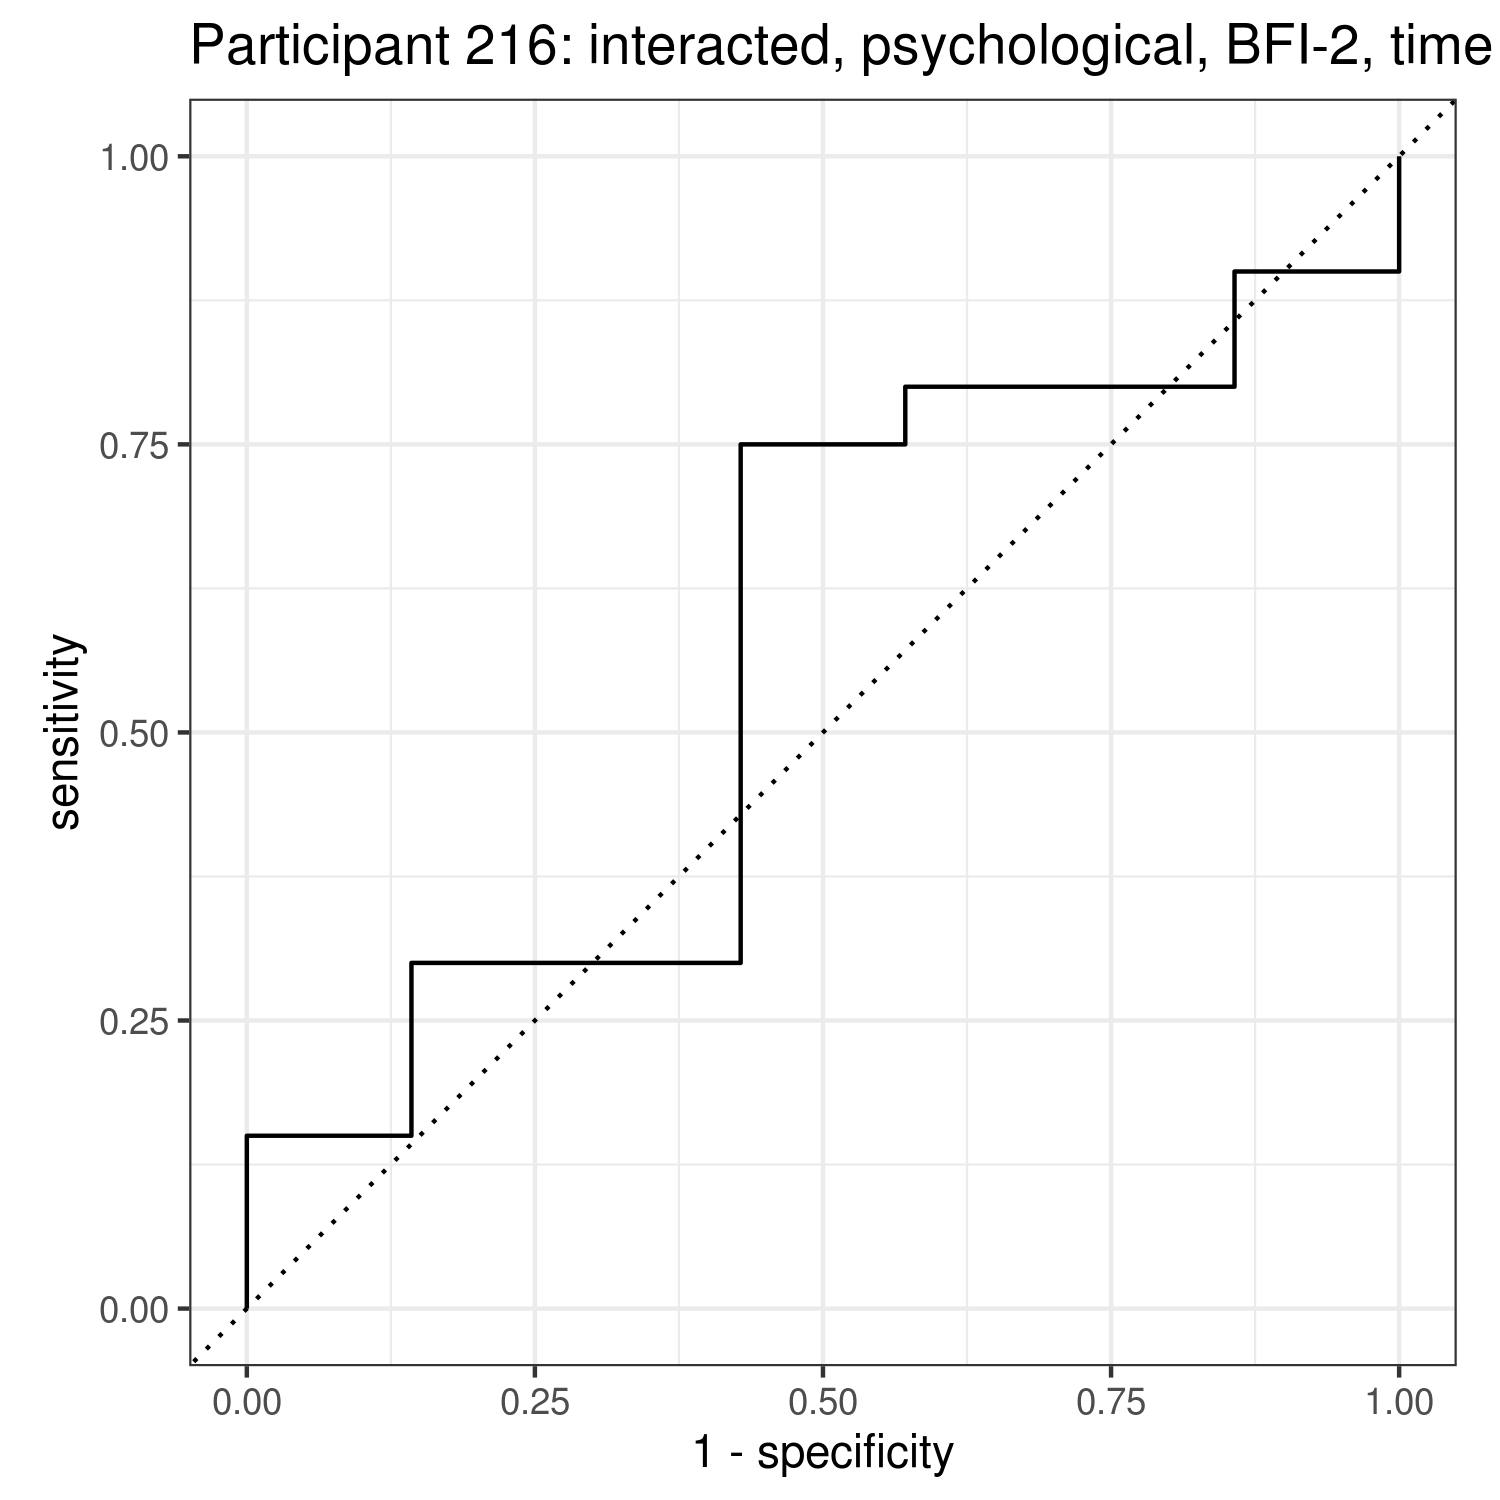 Participant 216: interacted, psychological, BFI-2, time
1.00
0.75
0.50
0.25
0.00
sensitivity
0.00 0.25 0.50 0.75 1.00
1 - specificity